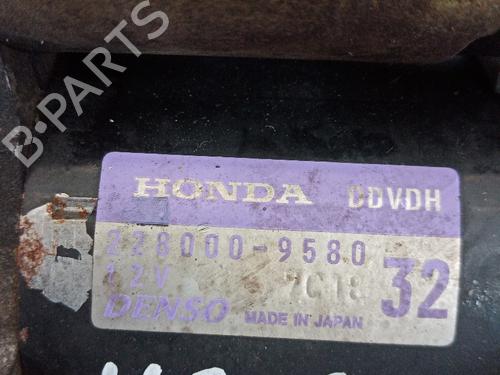 B-PARTS
HONDA CDVDH
228000-9580
12V 7C18 32
DENSO MADE IN JAPAN